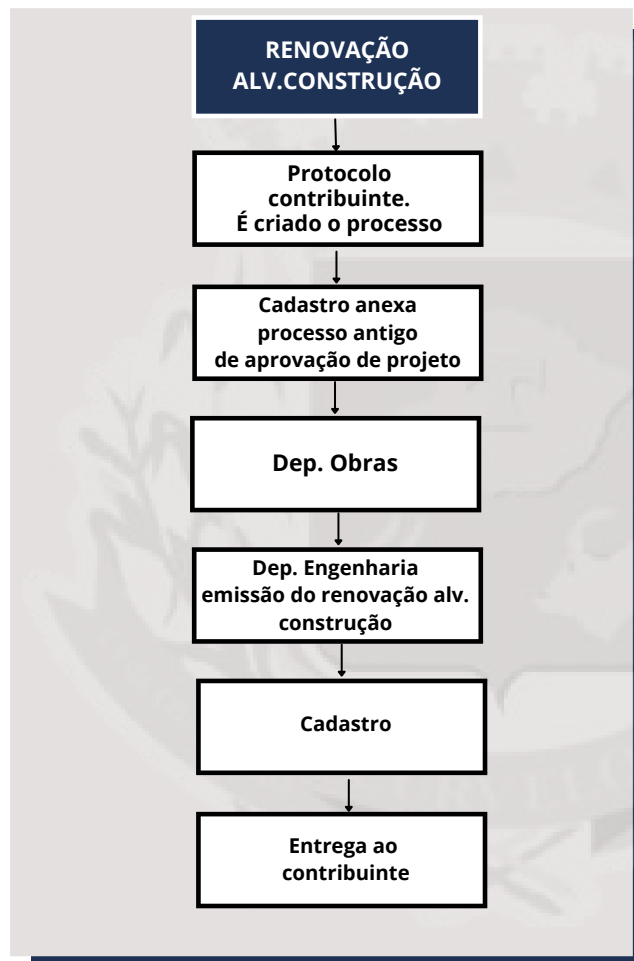 RENOVAÇÃO
ALV.CONSTRUÇÃO
Protocolo
contribuinte.
É criado o processo
Cadastro anexa
processo antigo
de aprovação de projeto
Dep. Obras
Dep. Engenharia
emissão do renovação alv.
construção
Cadastro
Entrega ao
contribuinte